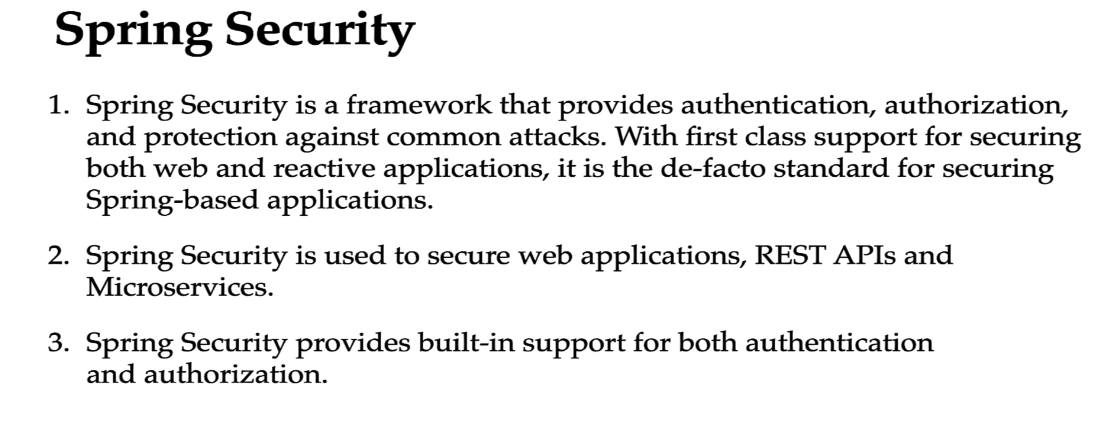 Spring Security
1. Spring Security is a framework that provides authentication, authorization,
and protection against common attacks. With first class support for securing
both web and reactive applications, it is the de-facto standard for securing
Spring-based applications.
2. Spring Security is used to secure web applications, REST APIs and
Microservices.
3. Spring Security provides built-in support for both authentication
and authorization.